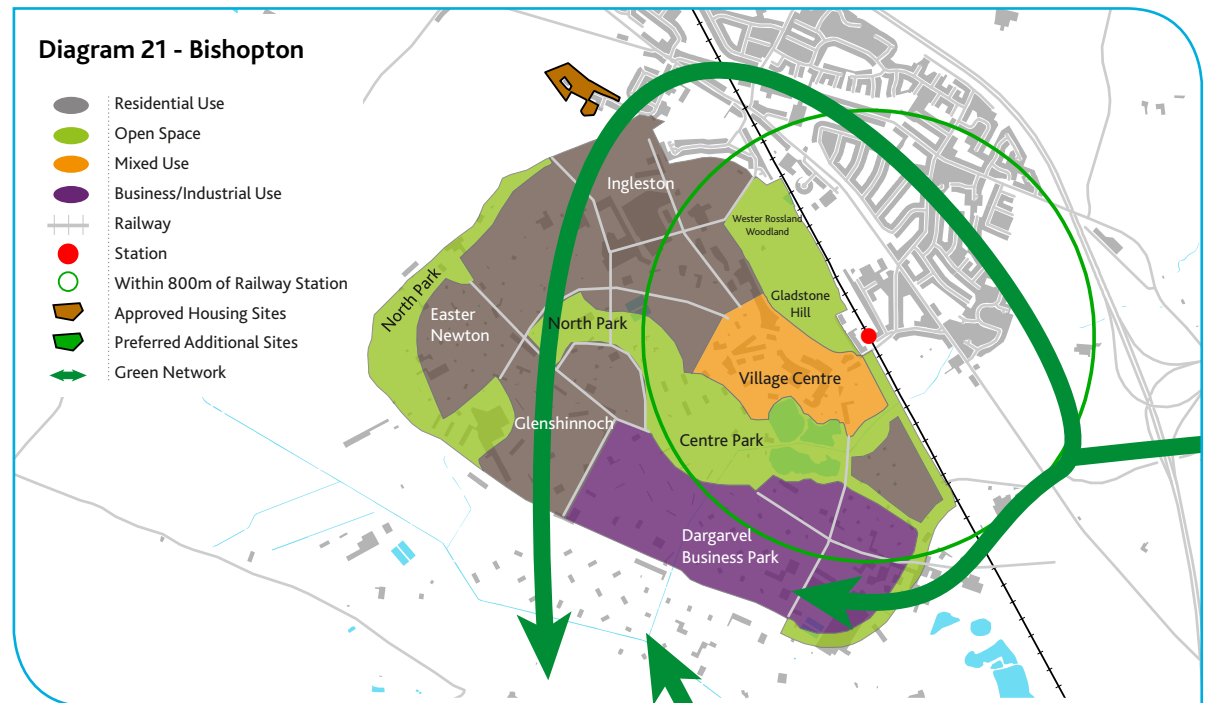 Diagram 21 - Bishopton
Residential Use
Open Space
Mixed Use
Business/Industrial Use
Railway
Station
Within 800m of Railway Station
Approved Housing Sites
Preferred Additional Sites
Green Network
Ingleston
Wester Rossland
Woodland
Gladstone
Hill
North Park
Easter
Newton
North Park
Village Centre
Glenshinnoch
Centre Park
Dargarvel
Business Park